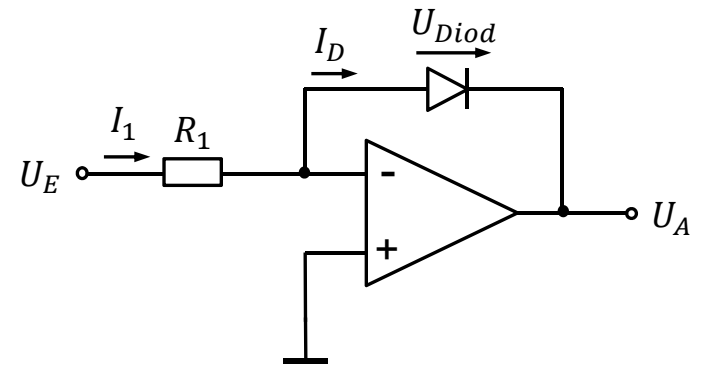 U_Diod
I_D
I_1
R_1
U_E
-
+
U_A